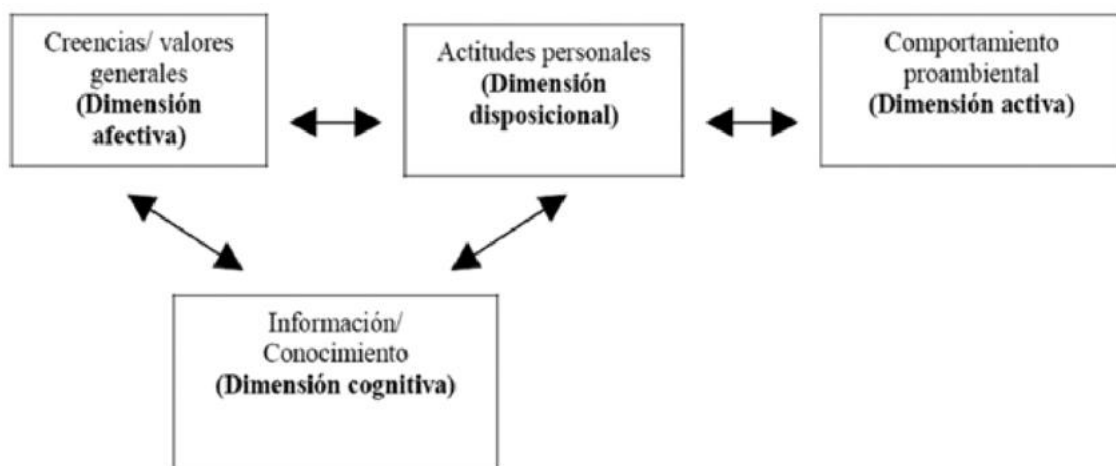 Creencias/ valores
generales
(Dimensión
afectiva)
Actitudes personales
(Dimensión
disposicional)
Comportamiento
proambiental
(Dimensión activa)
Información/
Conocimiento
(Dimensión cognitiva)